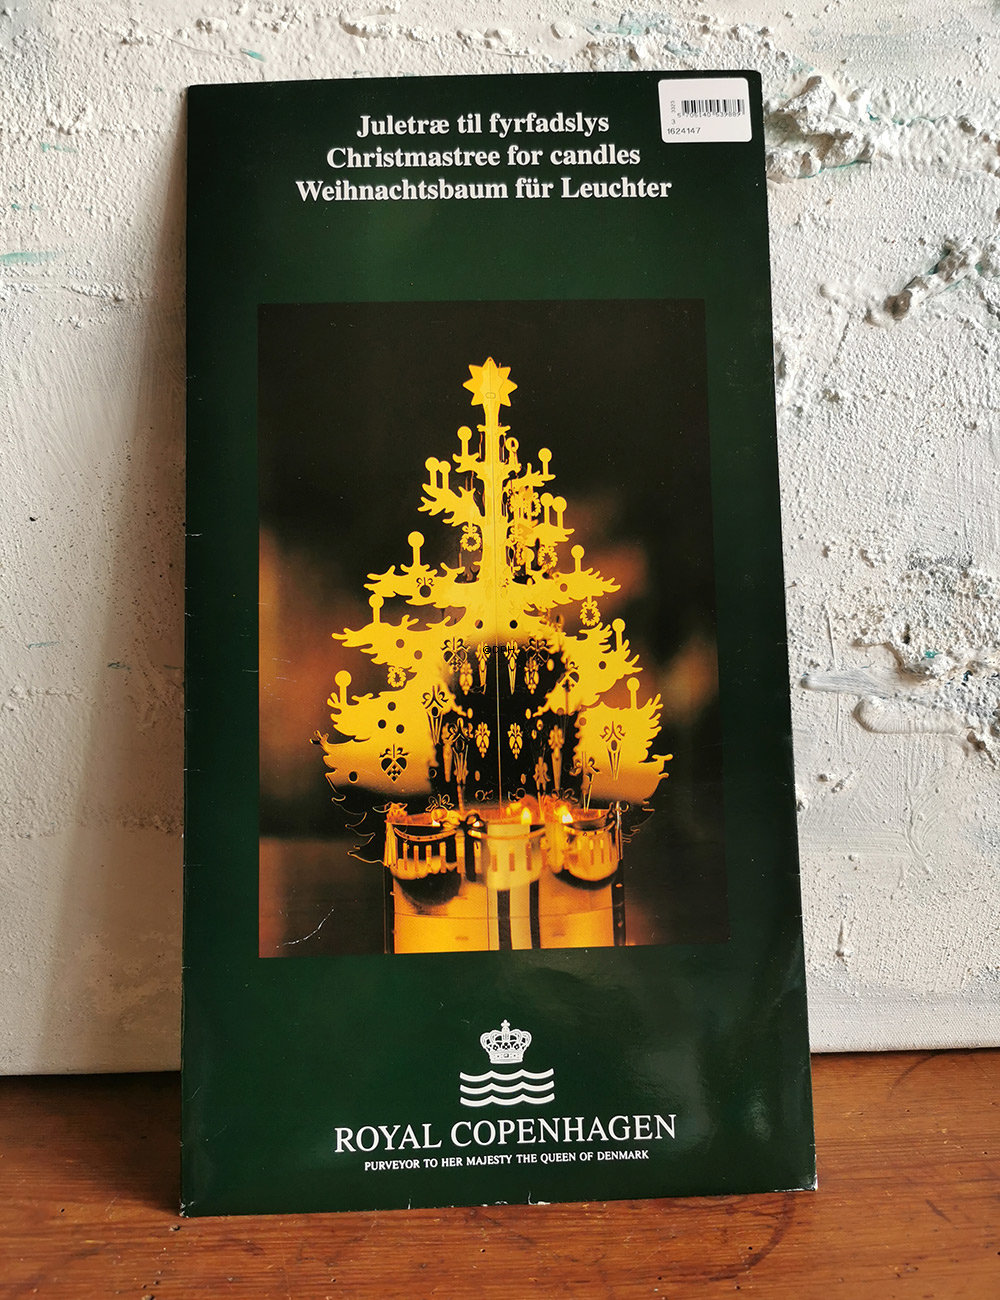 Juletræ til fyrfadslys
Christmastree for candles
Weihnachtsbaum für Leuchter
1624147
©DPH
ROYAL COPENHAGEN
PURVEYOR TO HER MAJESTY THE QUEEN OF DENMARK